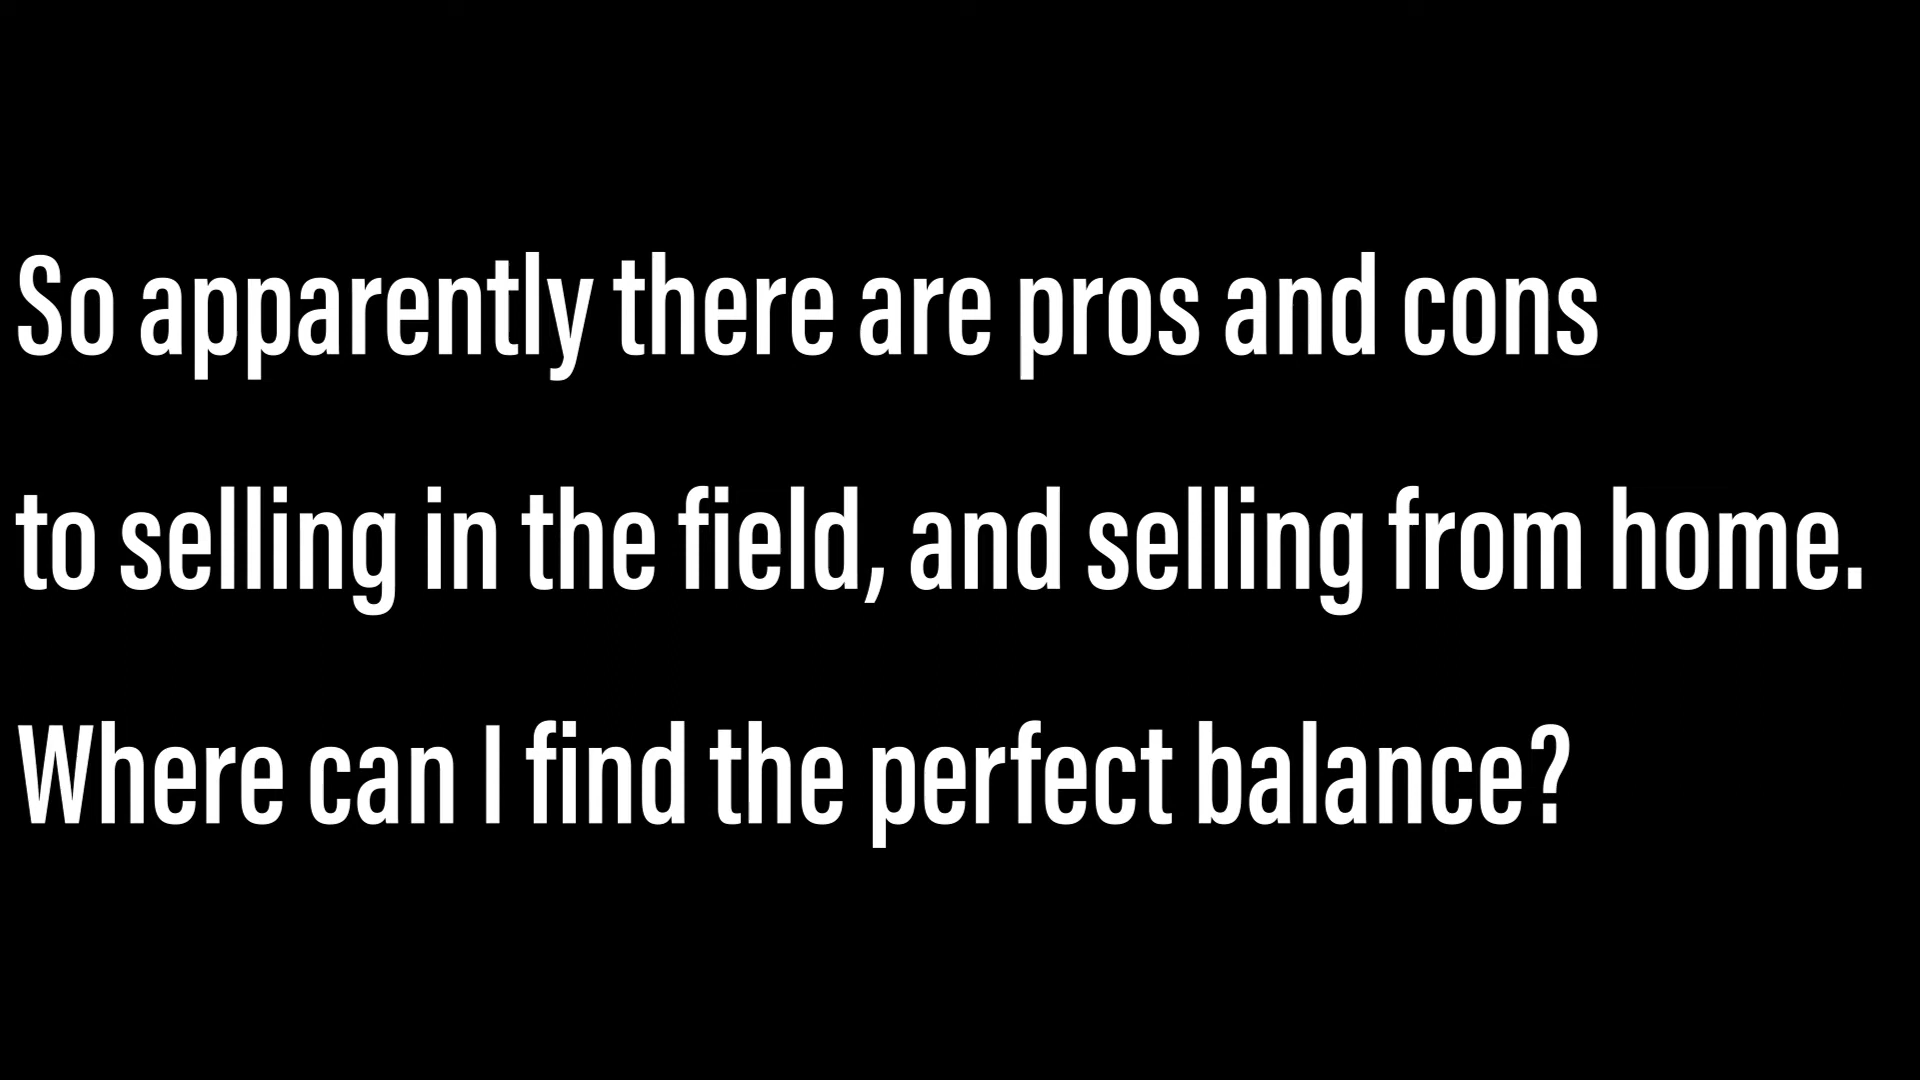 So apparently there are pros and cons
to selling in the field, and selling from home.
Where can I find the perfect balance?